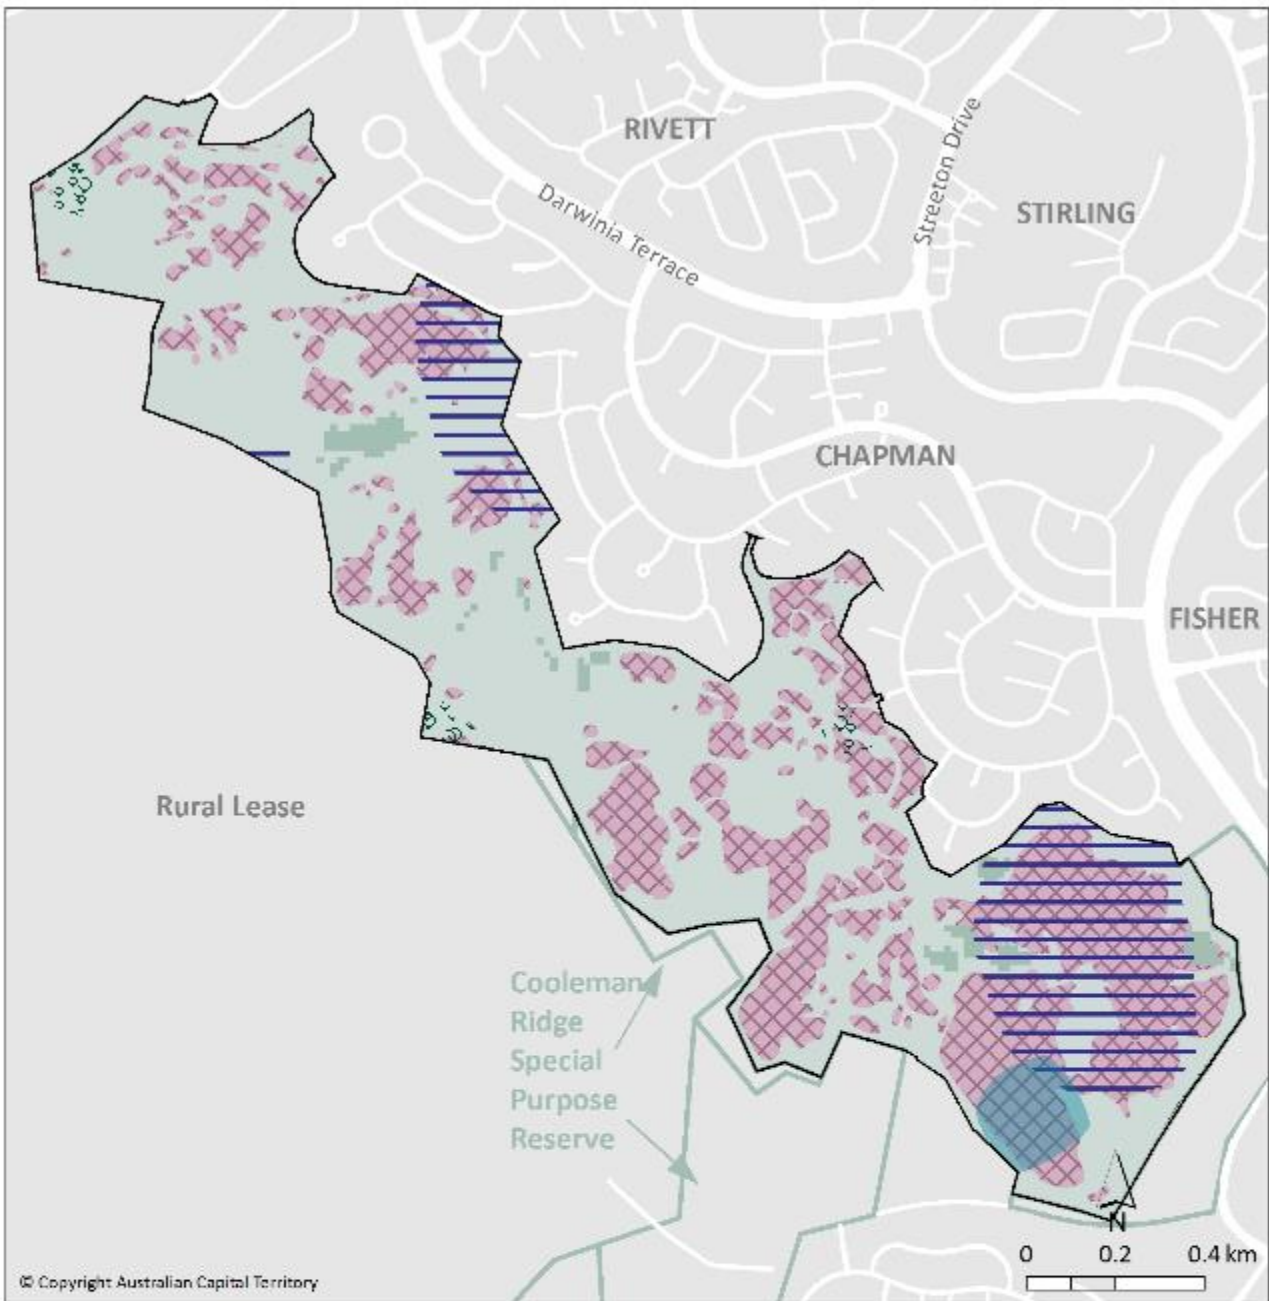 RIVETT
Streeton Drive
STIRLING
Darwinia Terrace
CHAPMAN
FISHER
Rural Lease
Cooleman
Ridge
Special
Purpose
Reserve
N
0 0.2 0.4 km
© Copyright Australian Capital Territory